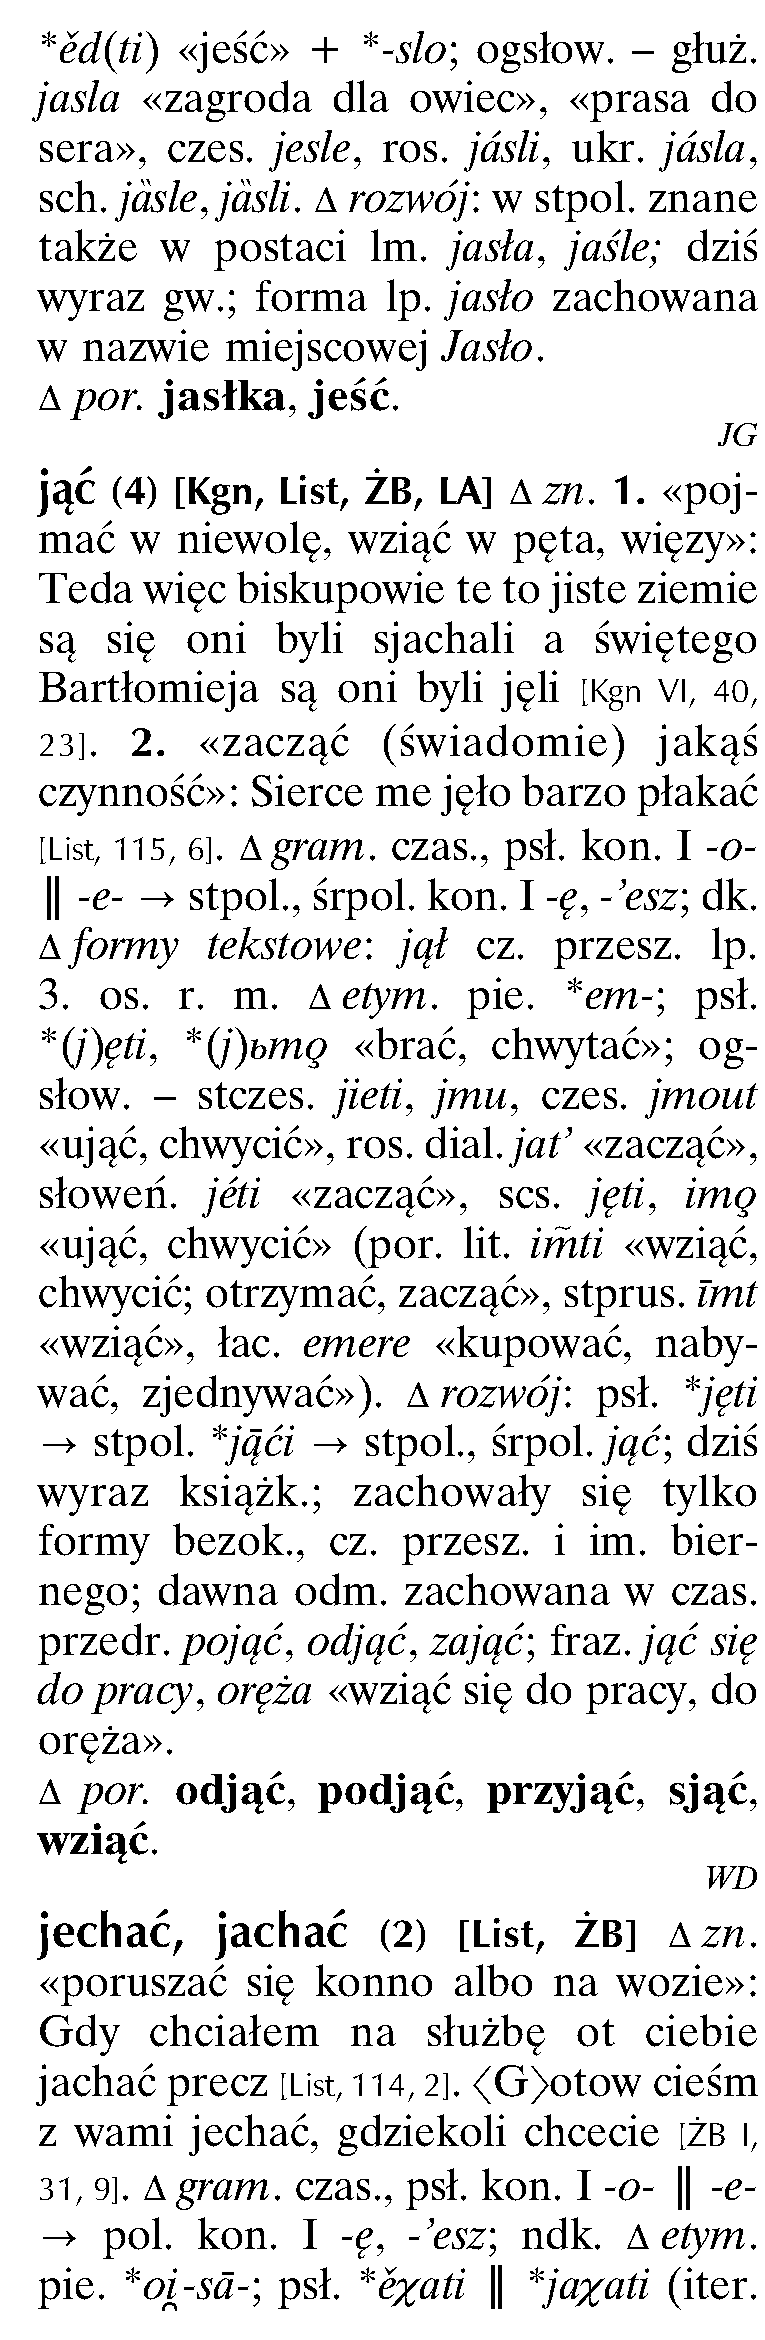 *ěd(ti) «jeść» + *-slo; ogsłow. – głuż.
jasla «zagroda dla owiec», «prasa do
sera», czes. jesle, ros. jásli, ukr. jásla,
sch. jȁsle, jȁsli. Δ rozwój: w stpol. znane
także w postaci lm. jasła, jaśle; dziś
wyraz gw.; forma lp. jasło zachowana
w nazwie miejscowej Jasło.
Δ por. jasłka, jeść.
JG
jąć (4) [Kgn, List, ŻB, LA] Δ zn. 1. «poj-
mać w niewolę, wziąć w pęta, więzy»:
Teda więc biskupowie te to jiste ziemie
są się oni byli sjachali a świętego
Bartłomieja są oni byli jęli [Kgn VI, 40,
23]. 2. «zacząć (świadomie) jakąś
czynność»: Sierce me jęło barzo płakać
[List, 115, 6]. Δ gram. czas., psł. kon. I -o-
ǁ -e- → stpol., śrpol. kon. I -ę, -’esz; dk.
Δ formy tekstowe: jął cz. przesz. lp.
3. os. r. m. Δ etym. pie. *em-; psł.
*(j)ęti, *(j)ьmǫ «brać, chwytać»; og-
słow. – stczes. jieti, jmu, czes. jmout
«ująć, chwycić», ros. dial. jat’ «zacząć»,
słoweń. jéti «zacząć», scs. jęti, imǫ
«ująć, chwycić» (por. lit. im̃ti «wziąć,
chwycić; otrzymać, zacząć», stprus. īmt
«wziąć», łac. emere «kupować, naby-
wać, zjednywać»). Δ rozwój: psł. *jęti
→ stpol. *ją̄ći → stpol., śrpol. jąć; dziś
wyraz książk.; zachowały się tylko
formy bezok., cz. przesz. i im. bier-
nego; dawna odm. zachowana w czas.
przedr. pojąć, odjąć, zająć; fraz. jąć się
do pracy, oręża «wziąć się do pracy, do
oręża».
Δ por. odjąć, podjąć, przyjąć, sjąć,
wziąć.
WD
jechać, jachać (2) [List, ŻB] Δ zn.
«poruszać się konno albo na wozie»:
Gdy chciałem na służbę ot ciebie
jachać precz [List, 114, 2]. ⟨G⟩otow cieśm
z wami jechać, gdziekoli chcecie [ŻB I,
31, 9]. Δ gram. czas., psł. kon. I -o- ǁ -e-
→ pol. kon. I -ę, -’esz; ndk. Δ etym.
pie. *oi̯-sā-; psł. *ěχati ǁ *jaχati (iter.